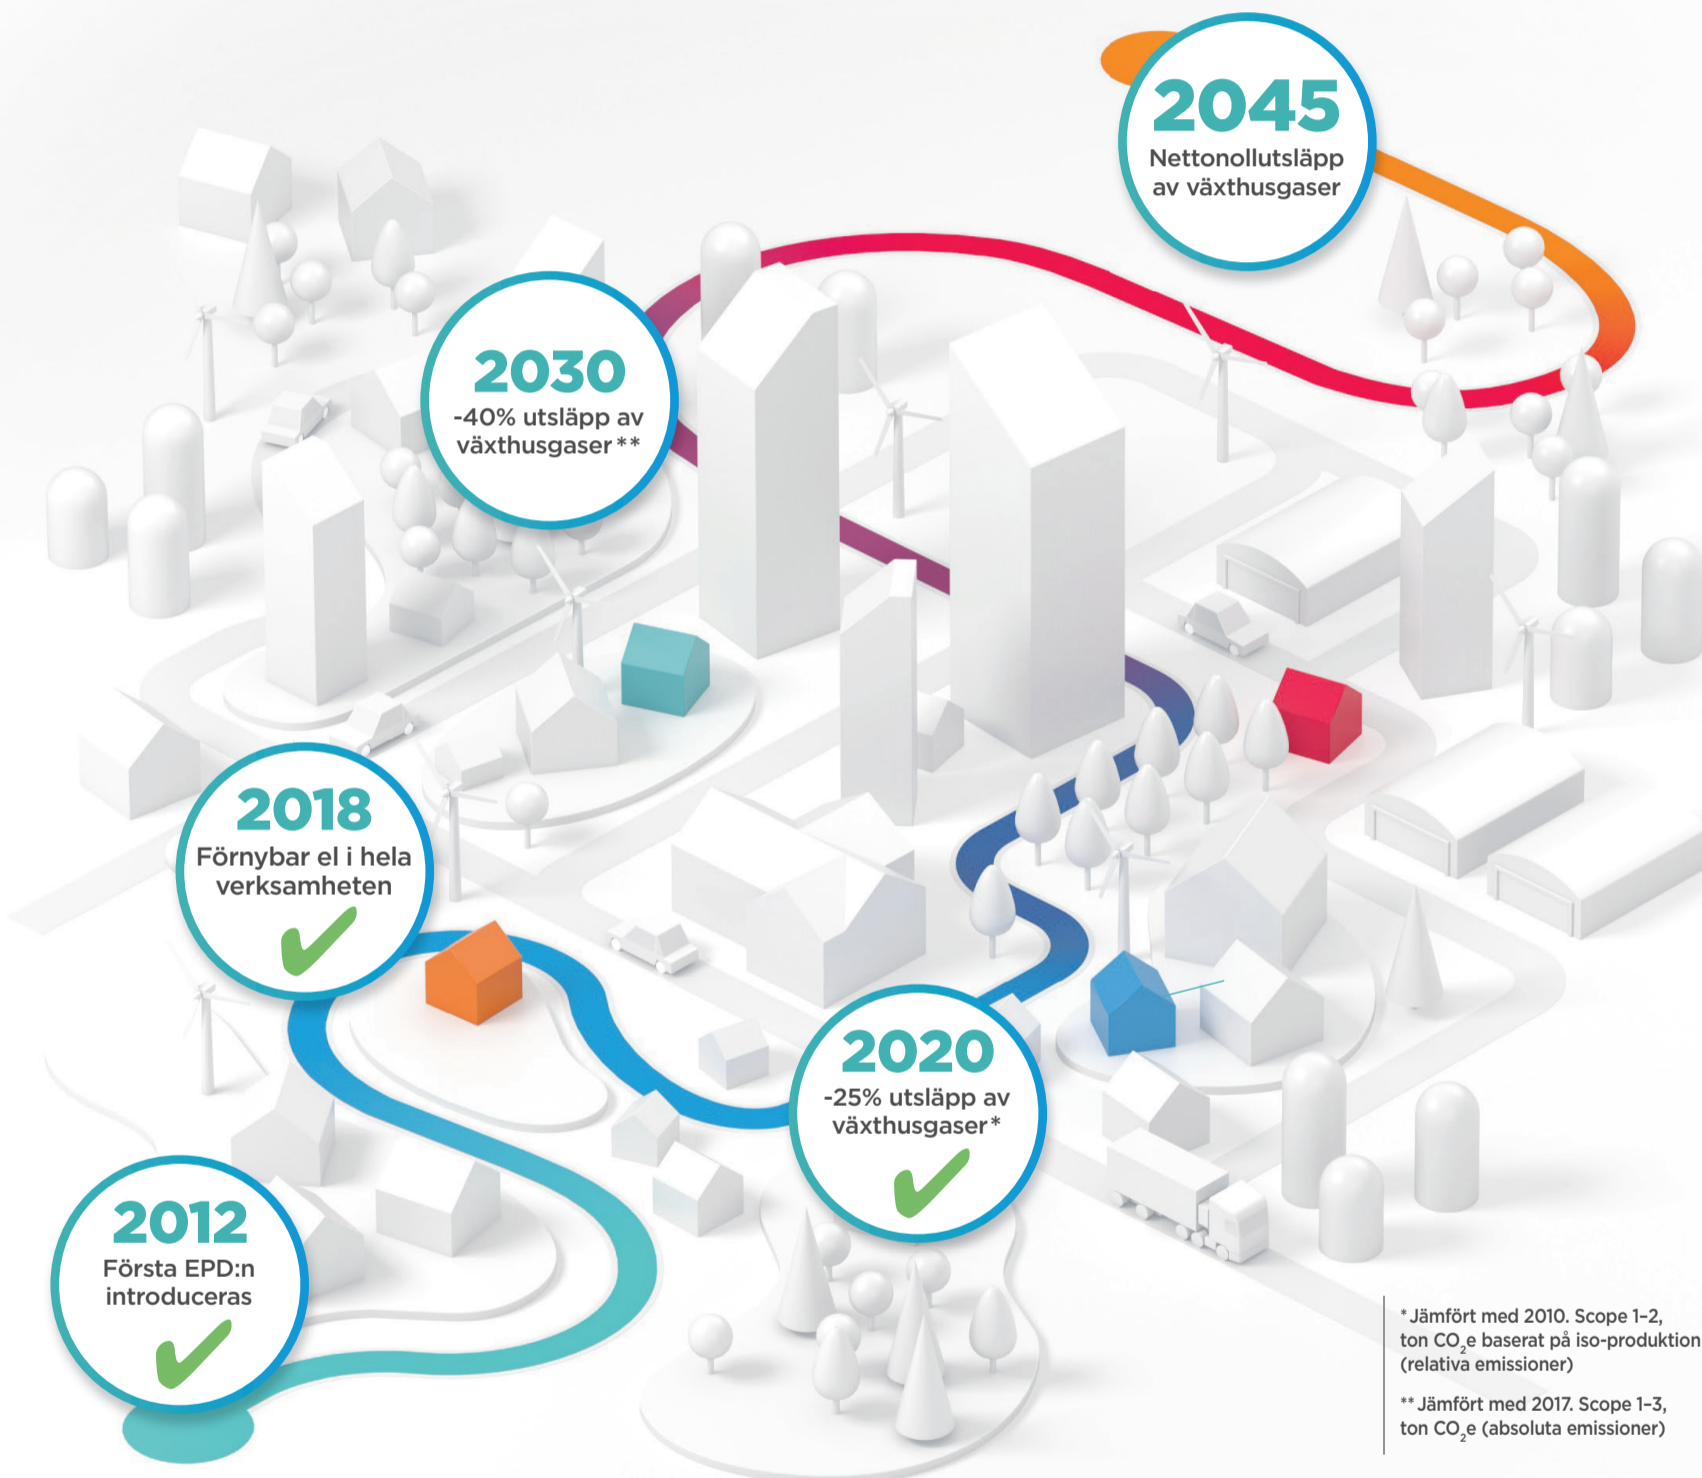 2045
Nettonollutsläpp
av växthusgaser
2030
-40% utsläpp av
växthusgaser**
2018
Förnybar el i hela
verksamheten
2020
-25% utsläpp av
växthusgaser*
2012
Första EPD:n
introduceras
* Jämfört med 2010. Scope 1–2,
ton CO₂e baserat på iso-produktion
(relativa emissioner)
** Jämfört med 2017. Scope 1–3,
ton CO₂e (absoluta emissioner)